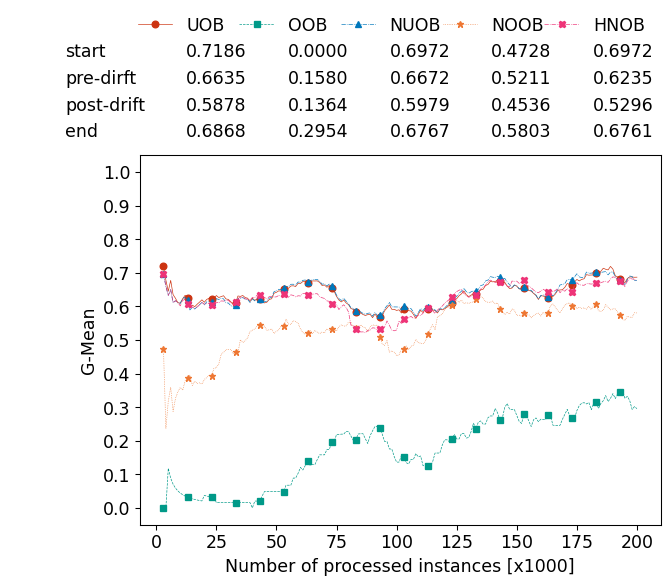 UOB OOB NUOB NOOB HNOB
start 0.7186 0.0000 0.6972 0.4728 0.6972
pre-dirft 0.6635 0.1580 0.6672 0.5211 0.6235
post-drift 0.5878 0.1364 0.5979 0.4536 0.5296
end 0.6868 0.2954 0.6767 0.5803 0.6761
1.0
0.9
0.8
0.7
0.6
0.5
0.4
0.3
0.2
0.1
0.0
G-Mean
0 25 50 75 100 125 150 175 200
Number of processed instances [x1000]